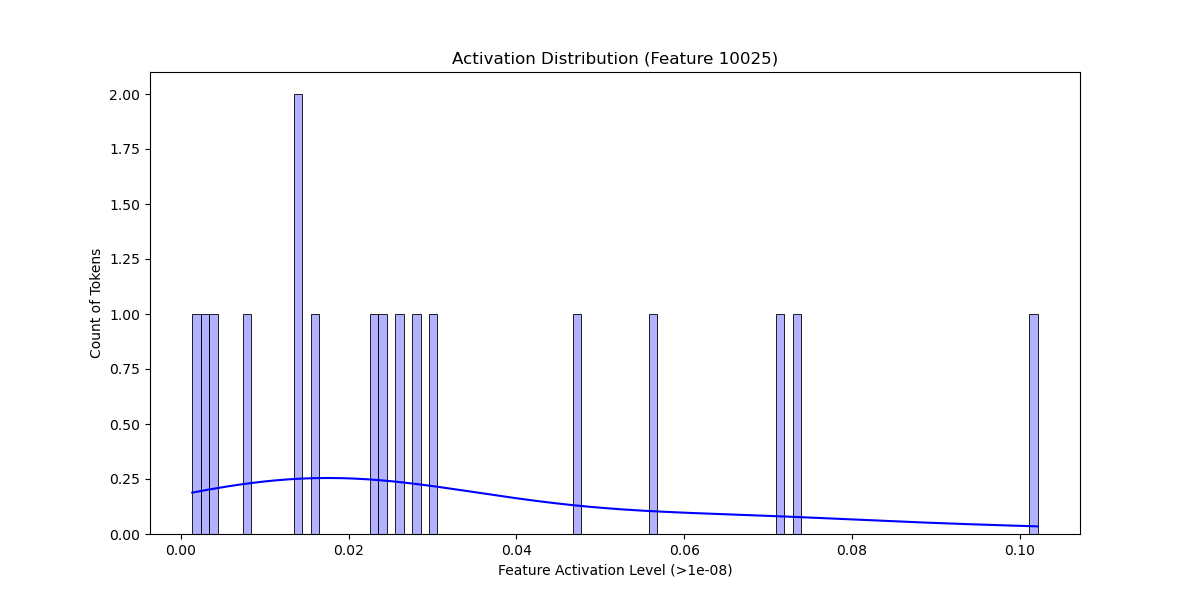 Activation Distribution (Feature 10025)
2.00
1.75
1.50
1.25
1.00
0.75
0.50
0.25
0.00
Count of Tokens
0.00 0.02 0.04 0.06 0.08 0.10
Feature Activation Level (>1e-08)